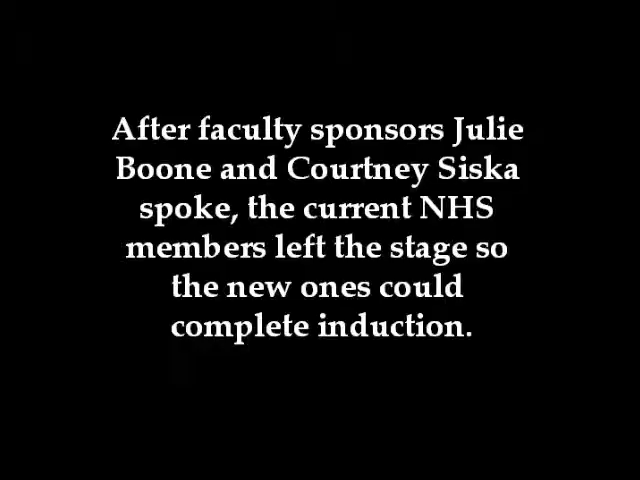 After faculty sponsors Julie
Boone and Courtney Siska
spoke, the current NHS
members left the stage so
the new ones could
complete induction.